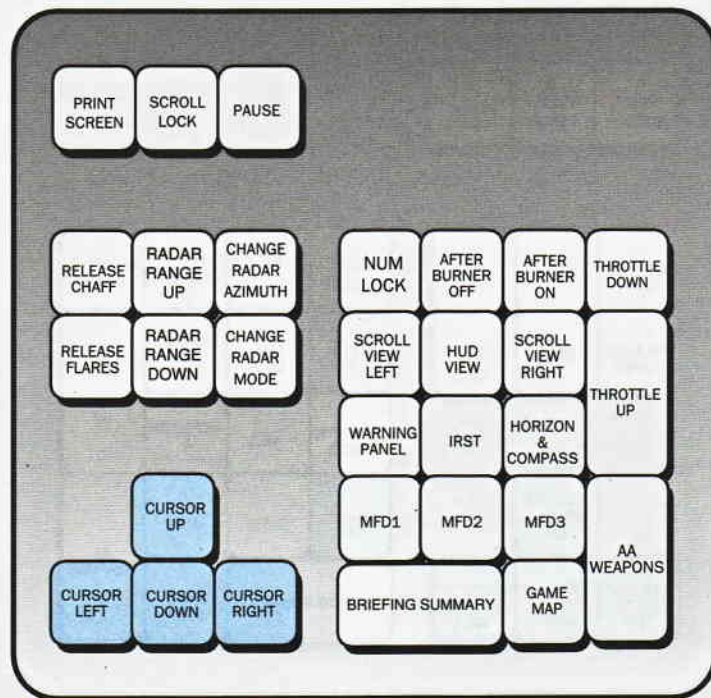 PRINT
SCREEN
SCROLL
LOCK
PAUSE
RELEASE
CHAFF
RADAR
RANGE
UP
CHANGE
RADAR
AZIMUTH
RELEASE
FLARES
RADAR
RANGE
DOWN
CHANGE
RADAR
MODE
CURSOR
UP
CURSOR
LEFT
CURSOR
DOWN
CURSOR
RIGHT
NUM
LOCK
AFTER
BURNER
OFF
AFTER
BURNER
ON
THROTTLE
DOWN
SCROLL
VIEW
LEFT
HUD
VIEW
SCROLL
VIEW
RIGHT
THROTTLE
UP
WARNING
PANEL
IRST
HORIZON
&
COMPASS
MFD1
MFD2
MFD3
AA
WEAPONS
BRIEFING SUMMARY
GAME
MAP